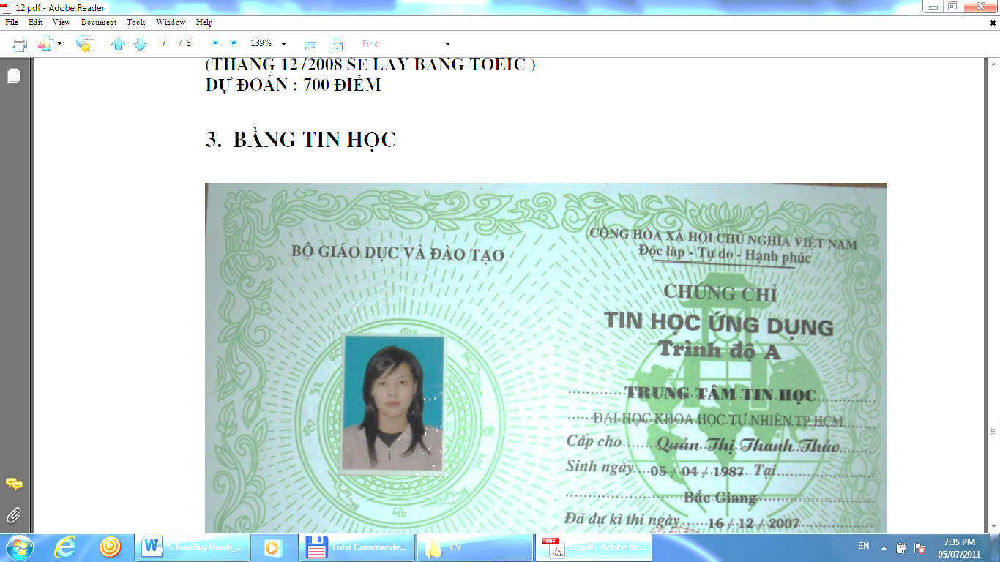 12.pdf - Adobe Reader
File Edit View Document Tools Window Help
7 / 8 139% Find
(THÁNG 12 /2008 SẼ LẤY BẰNG TOEIC )
DỰ ĐOÁN : 700 ĐIỂM
3. BẰNG TIN HỌC
BỘ GIÁO DỤC VÀ ĐÀO TẠO
CỘNG HÒA XÃ HỘI CHỦ NGHĨA VIỆT NAM
Độc lập - Tự do - Hạnh phúc
CHỨNG CHỈ
TIN HỌC ỨNG DỤNG
Trình độ A
TRUNG TÂM TIN HỌC
ĐẠI HỌC KHOA HỌC TỰ NHIÊN TP HCM
Cấp cho Quản Thị Thanh Thảo
Sinh ngày 05 / 04 / 1987 Tại
Bắc Giang
Đã dự kì thi ngày 16 / 12 / 2007
5.TranDuyThanh_... Total Commande... CV 12.pdf - Adobe Re... EN 7:35 PM
05/07/2011